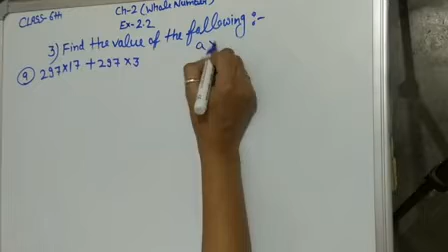 CLASS-6th
Ch-2 (Whole Number)
Ex-2.2
3) Find the value of the following :-
a ×
(a) 297×17 + 297 × 3